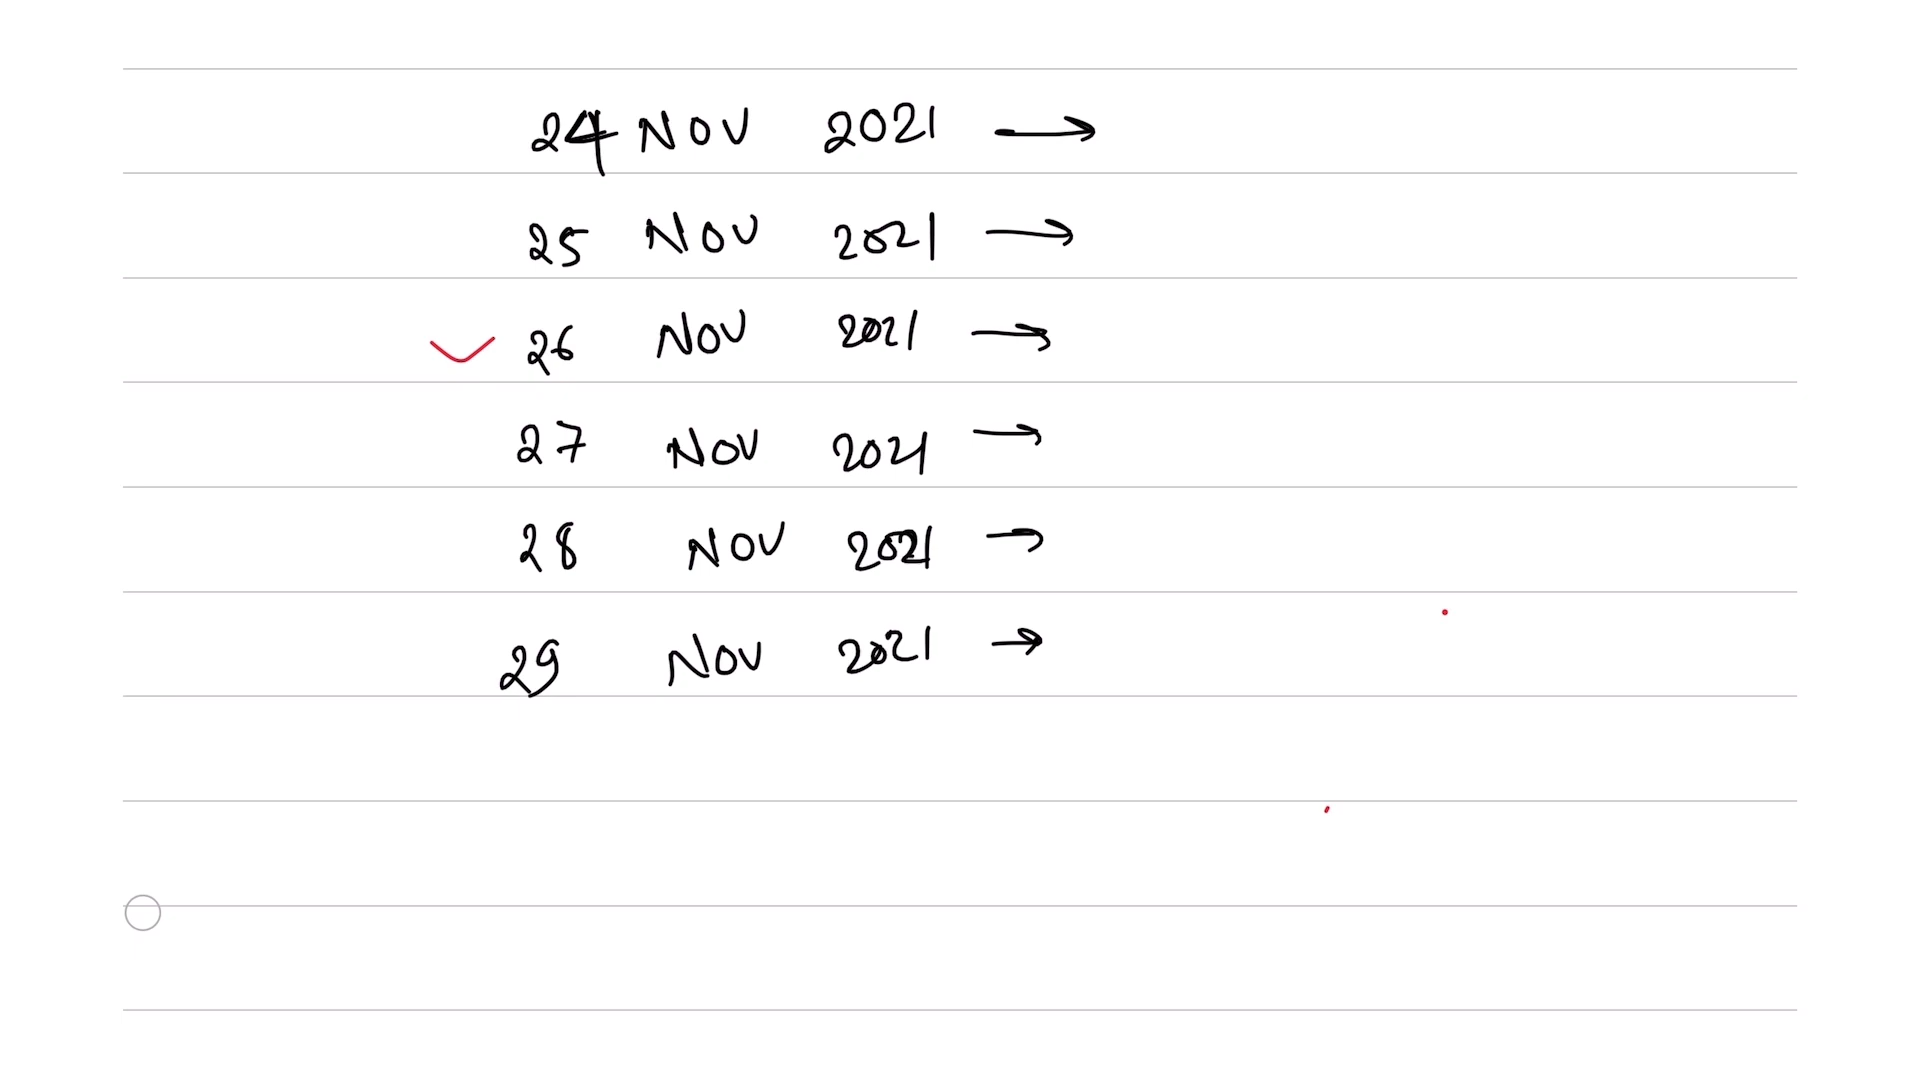 24 NOV 2021 →
25 NOV 2021 →
✓ 26 NOV 2021 →
27 NOV 2021 →
28 NOV 2021 →
29 NOV 2021 →